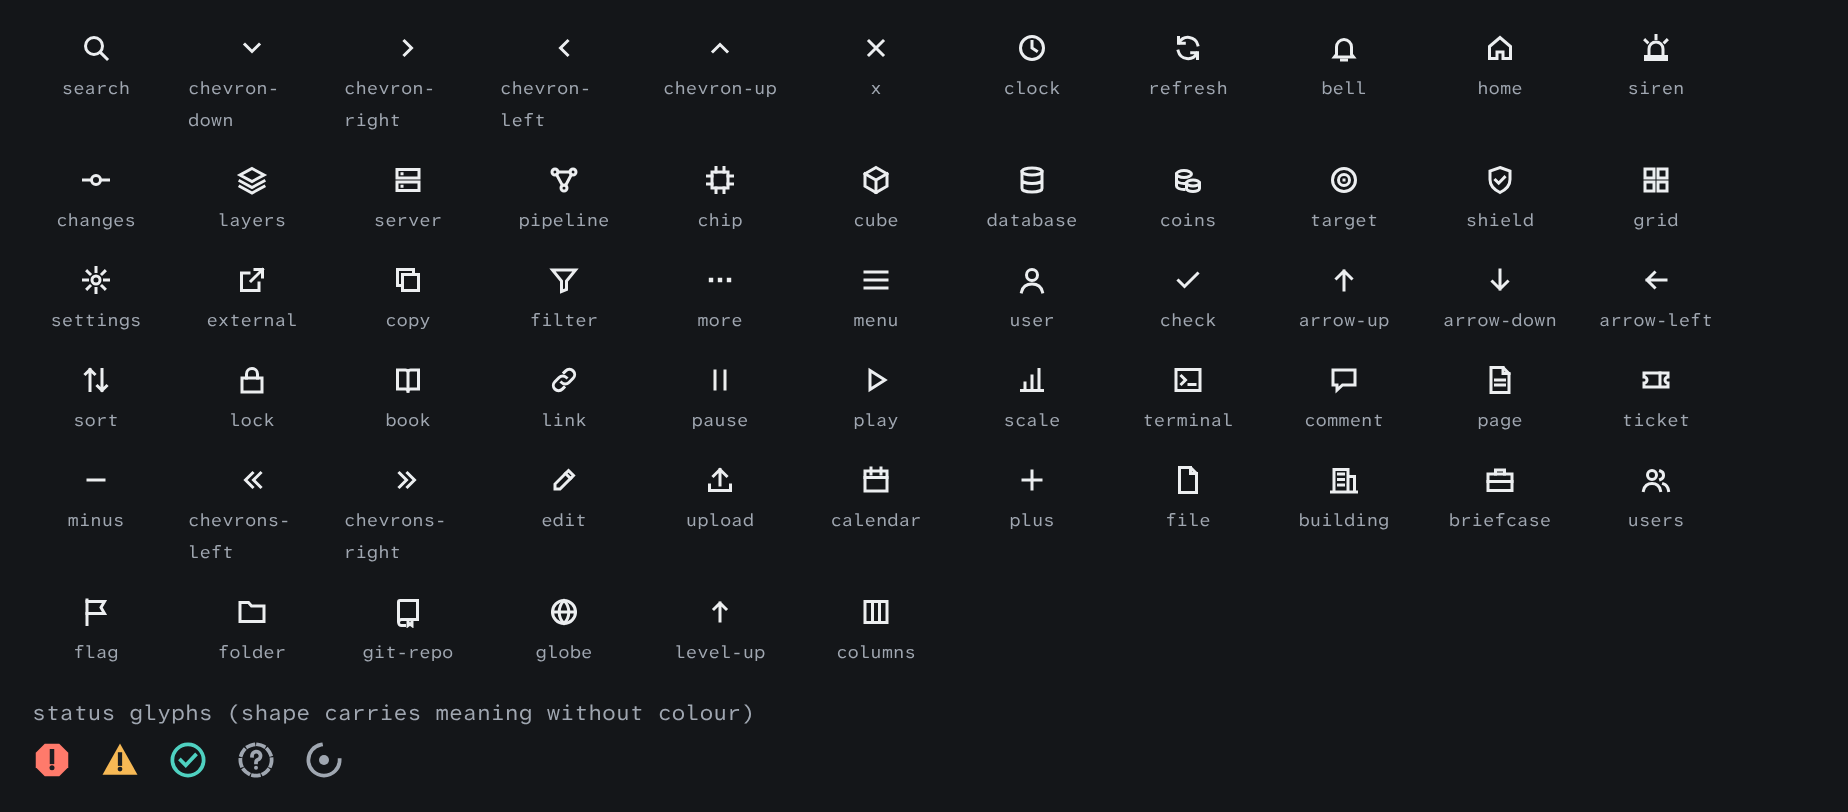 search
chevron-
down
chevron-
right
chevron-
left
chevron-up
x
clock
refresh
bell
home
siren
changes
layers
server
pipeline
chip
cube
database
coins
target
shield
grid
settings
external
copy
filter
more
menu
user
check
arrow-up
arrow-down
arrow-left
sort
lock
book
link
pause
play
scale
terminal
comment
page
ticket
minus
chevrons-
left
chevrons-
right
edit
upload
calendar
plus
file
building
briefcase
users
flag
folder
git-repo
globe
level-up
columns
status glyphs (shape carries meaning without colour)